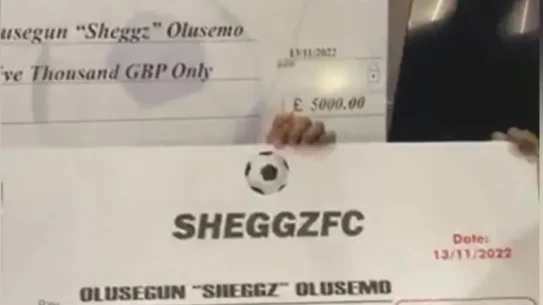 usegun "Sheggz" Olusemo
13/11/2022
ve Thousand GBP Only
£ 5000.00
SHEGGZFC
Date:
13/11/2022
OLUSEGUN "SHEGGZ" OLUSEMO